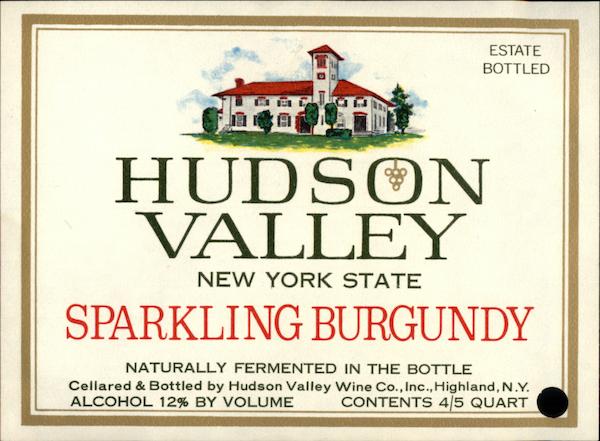 ESTATE
BOTTLED
HUDSON
VALLEY
NEW YORK STATE
SPARKLING BURGUNDY
NATURALLY FERMENTED IN THE BOTTLE
Cellared & Bottled by Hudson Valley Wine Co., Inc., Highland, N.Y.
ALCOHOL 12% BY VOLUME CONTENTS 4/5 QUART